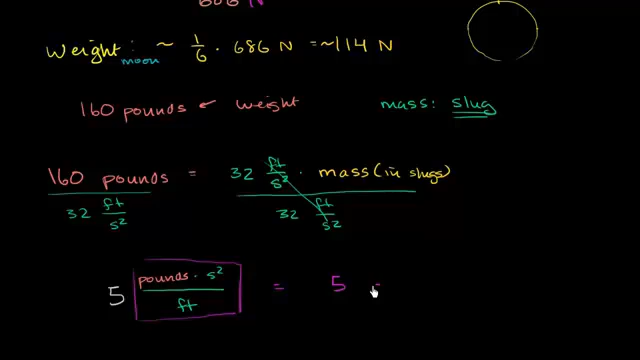 N
Weight: ~ 1/6 · 686 N = ~114 N
moon
160 pounds ← weight mass: slug
160 pounds = 32 ft/s² · mass (in slugs)
32 ft/s² 32 ft/s²
5 pounds · s²/ft = 5